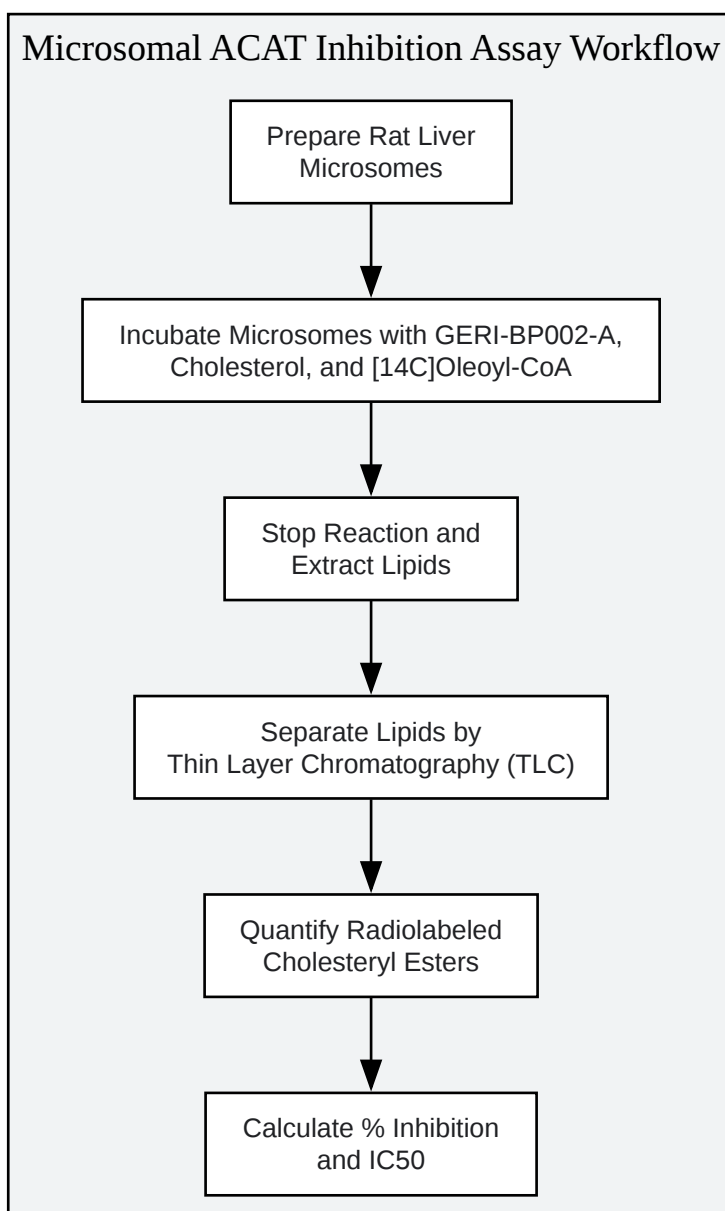 Microsomal ACAT Inhibition Assay Workflow
Prepare Rat Liver
Microsomes
Incubate Microsomes with GERI-BP002-A,
Cholesterol, and [14C]Oleoyl-CoA
Stop Reaction and
Extract Lipids
Separate Lipids by
Thin Layer Chromatography (TLC)
Quantify Radiolabeled
Cholesteryl Esters
Calculate % Inhibition
and IC50